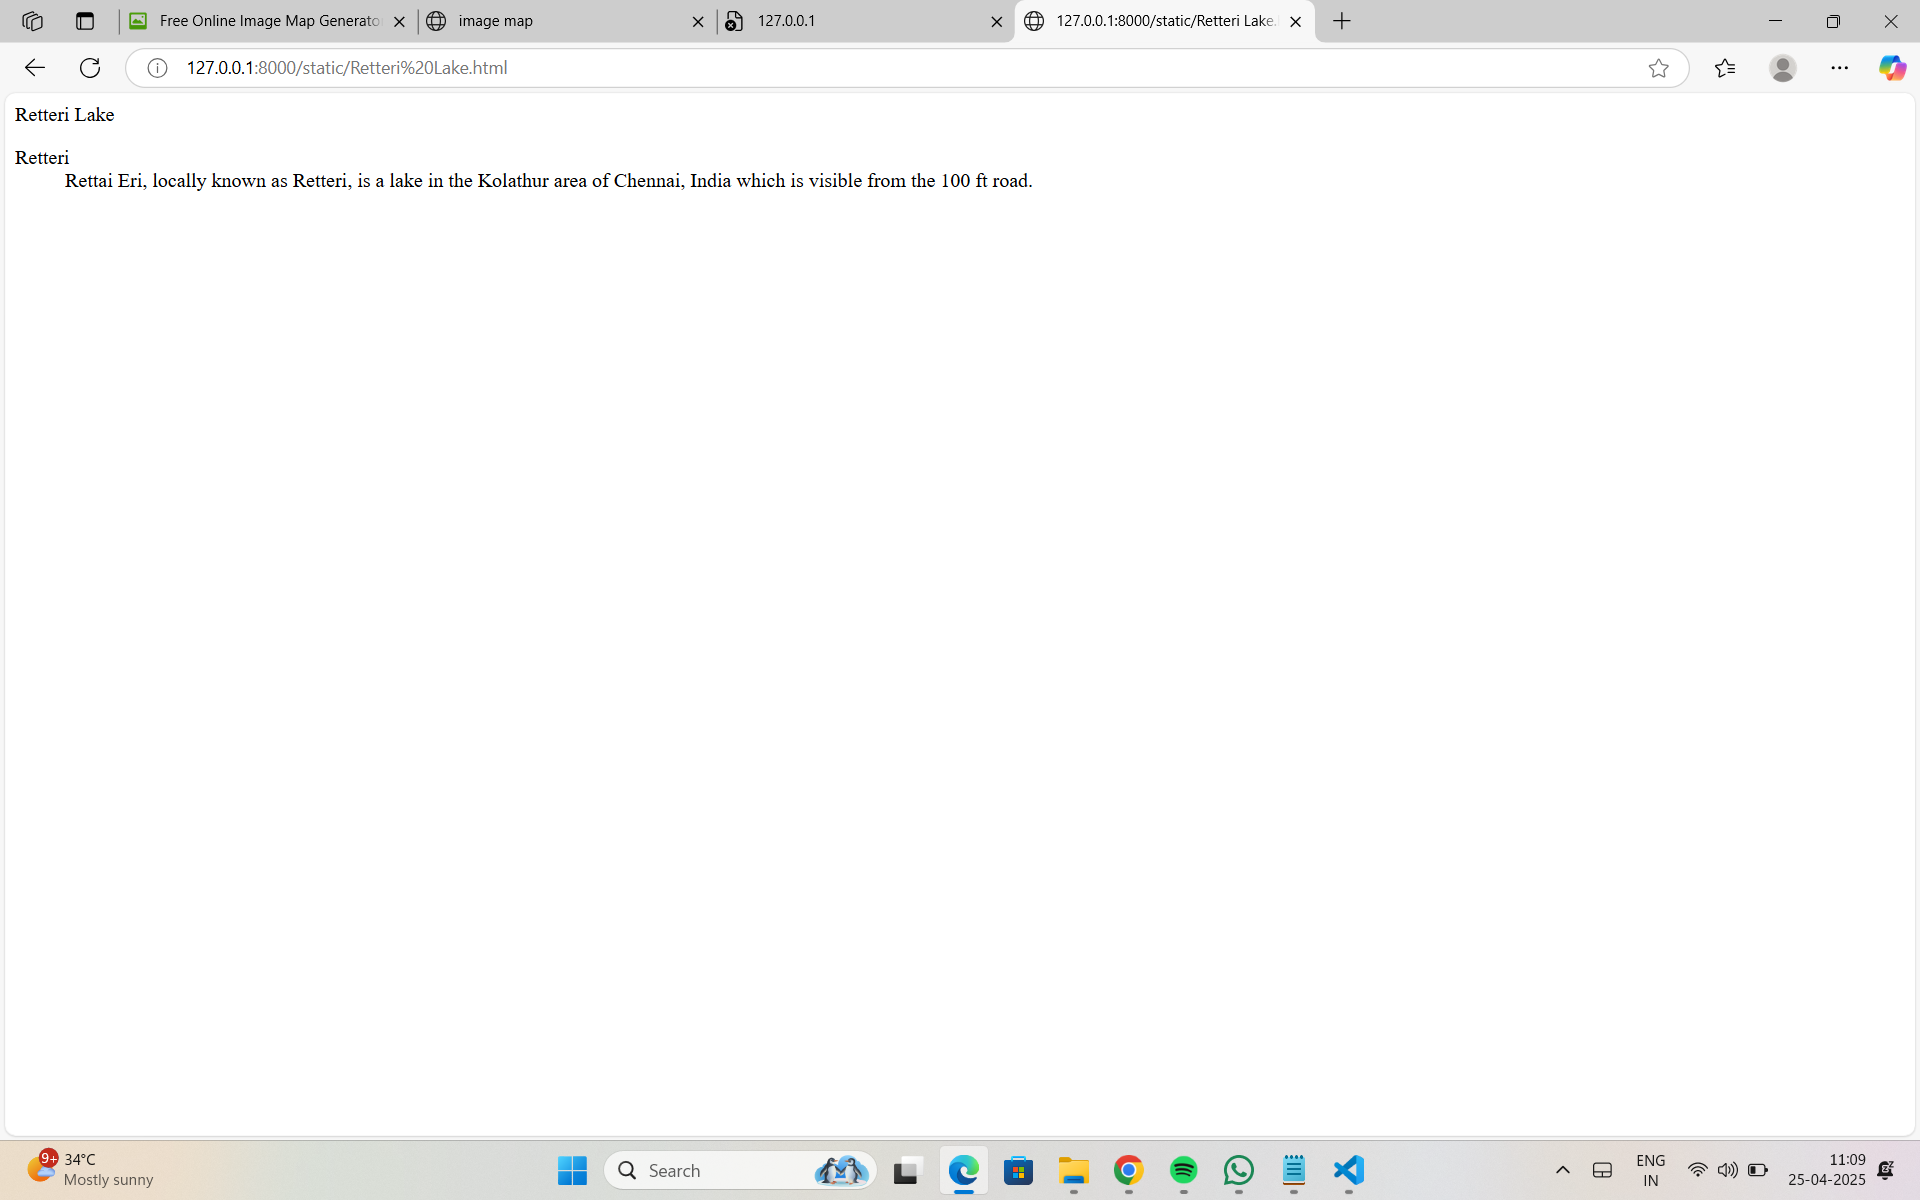 Free Online Image Map Generato
image map
127.0.0.1
127.0.0.1:8000/static/Retteri Lake.
127.0.0.1:8000/static/Retteri%20Lake.html
Retteri Lake
Retteri
Rettai Eri, locally known as Retteri, is a lake in the Kolathur area of Chennai, India which is visible from the 100 ft road.
9+
34°C
Mostly sunny
Search
ENG
IN
11:09
25-04-2025